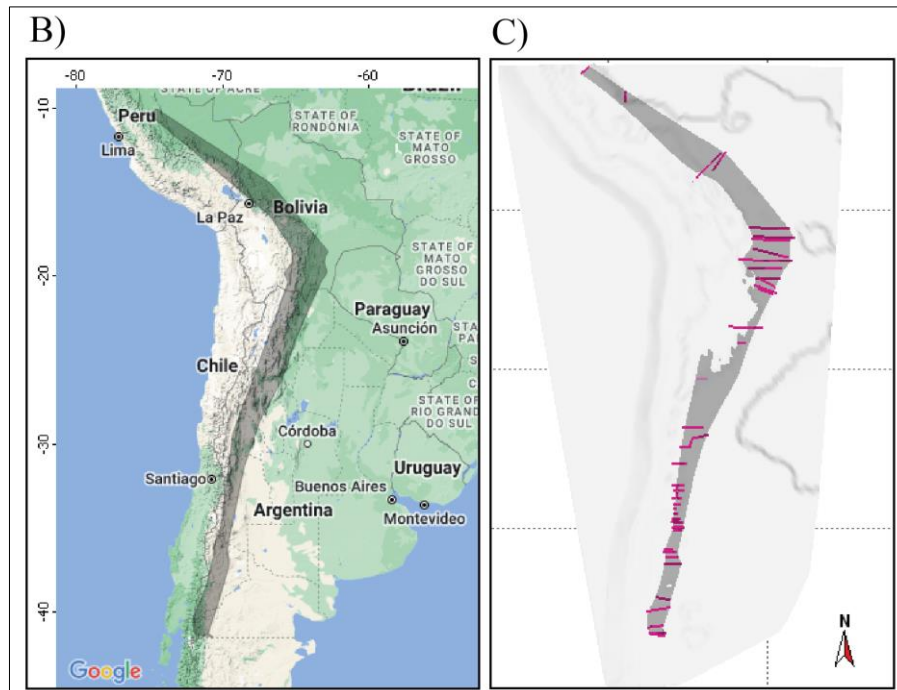 B)
C)
-80
-70
-60
-10
-20
-30
-40
STATE OF ACRE
Brazil
Peru
STATE OF
RONDÔNIA
Lima
STATE OF
MATO
GROSSO
La Paz
Bolivia
STATE OF
MATO
GROSSO
DO SUL
Paraguay
Asunción
Chile
STATE OF
RIO GRAND
DO SUL
Córdoba
Santiago
Uruguay
Buenos Aires
Argentina
Montevideo
Google
N